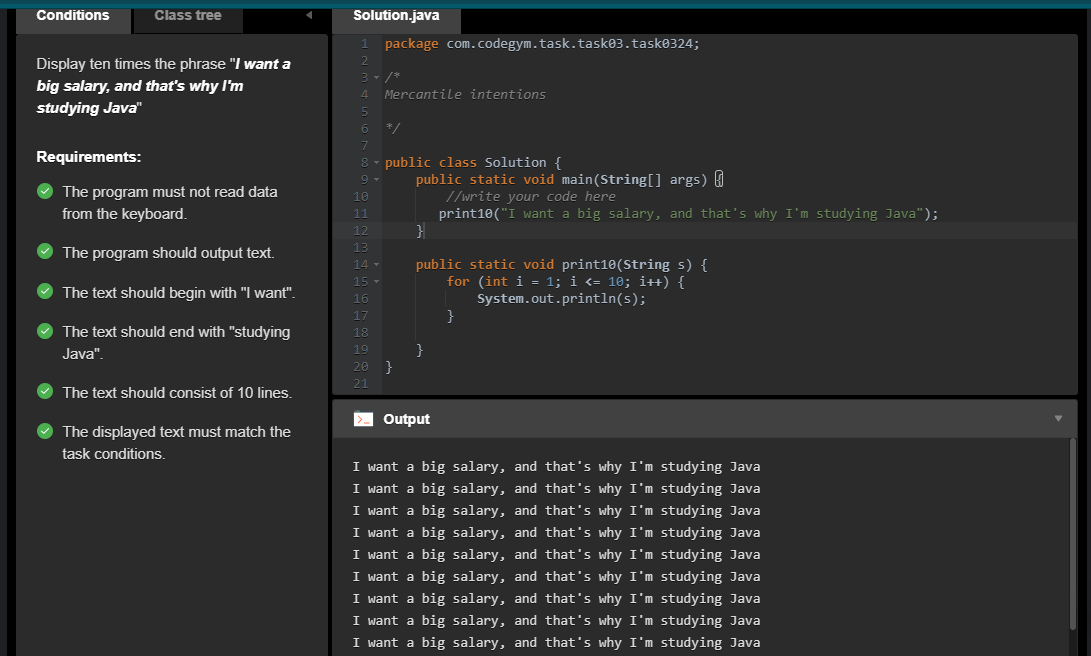 Conditions
Class tree
Display ten times the phrase "I want a
big salary, and that's why I'm
studying Java"
Requirements:
The program must not read data
from the keyboard.
The program should output text.
The text should begin with "I want".
The text should end with "studying
Java".
The text should consist of 10 lines.
The displayed text must match the
task conditions.
Solution.java
1 package com.codegym.task.task03.task0324;
2
3 /*
4 Mercantile intentions
5
6 */
7
8 public class Solution {
9 public static void main(String[] args) {
10 //write your code here
11 print10("I want a big salary, and that's why I'm studying Java");
12 }
13
14 public static void print10(String s) {
15 for (int i = 1; i <= 10; i++) {
16 System.out.println(s);
17 }
18
19 }
20 }
21
>_ Output
I want a big salary, and that's why I'm studying Java
I want a big salary, and that's why I'm studying Java
I want a big salary, and that's why I'm studying Java
I want a big salary, and that's why I'm studying Java
I want a big salary, and that's why I'm studying Java
I want a big salary, and that's why I'm studying Java
I want a big salary, and that's why I'm studying Java
I want a big salary, and that's why I'm studying Java
I want a big salary, and that's why I'm studying Java